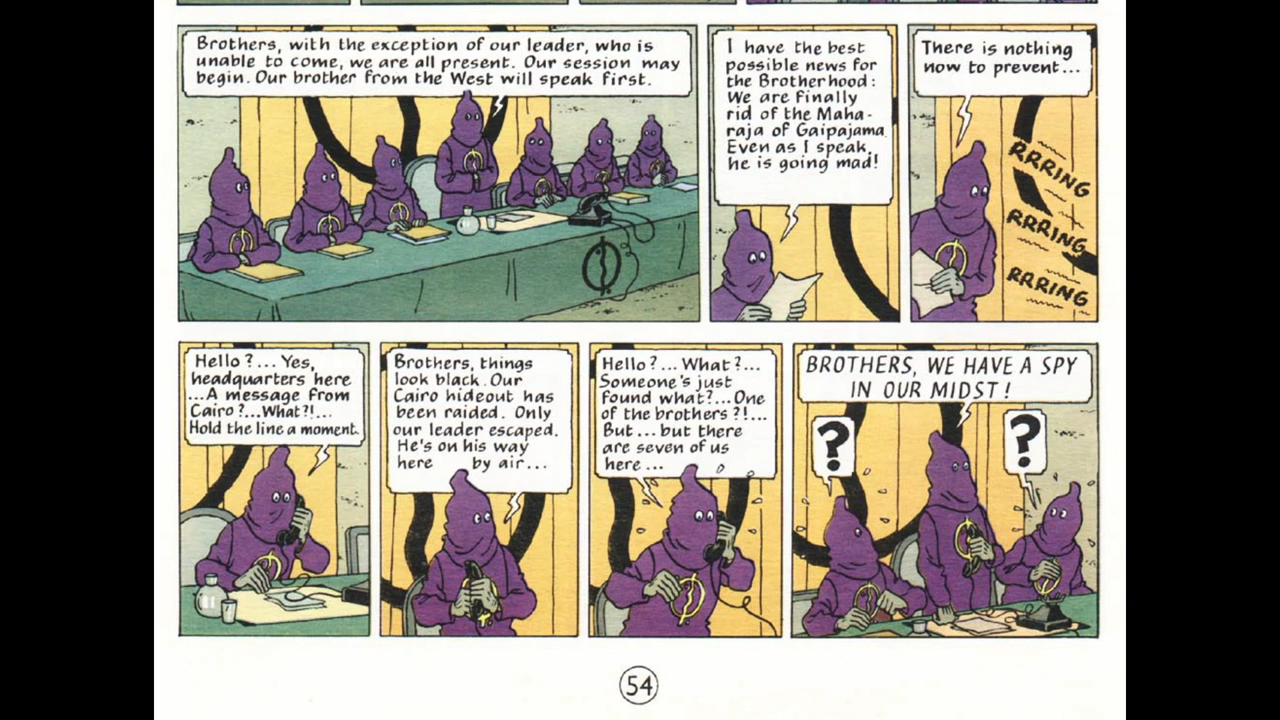 Brothers, with the exception of our leader, who is
unable to come, we are all present. Our session may
begin. Our brother from the West will speak first.
I have the best
possible news for
the Brotherhood:
We are finally
rid of the Maha-
raja of Gaipajama
Even as I speak,
he is going mad!
There is nothing
now to prevent...
RRRING
RRRING
RRRING
Hello?... Yes,
headquarters here
...A message from
Cairo?...What?!...
Hold the line a moment.
Brothers, things
look black. Our
Cairo hideout has
been raided. Only
our leader escaped.
He's on his way
here by air...
Hello?... What?...
Someone's just
found what?... One
of the brothers?!...
But... but there
are seven of us
here...
BROTHERS, WE HAVE A SPY
IN OUR MIDST!
?
?
54